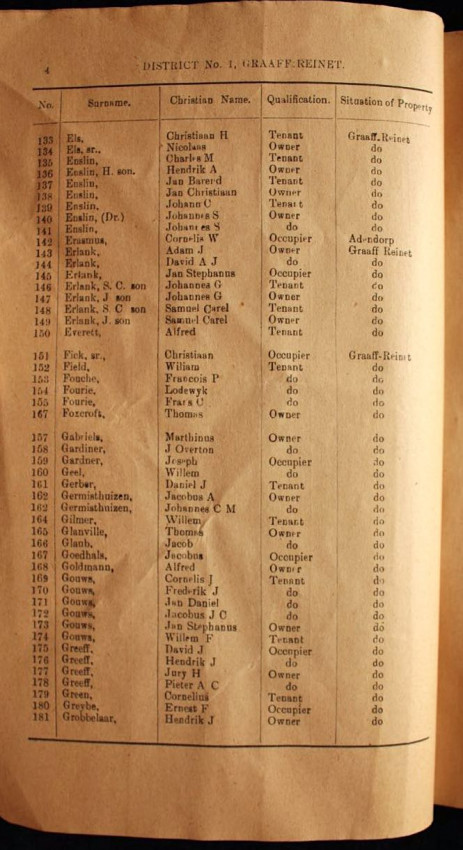 4 DISTRICT No. 1, GRAAFF-REINET.
No. Surname. Christian Name. Qualification. Situation of Property
133 Els, Christiaan H Tenant Graaff-Reinet
134 Els, sr., Nicolaas Owner do
135 Enslin, Charles M Tenant do
136 Enslin, H. son. Hendrik A Owner do
137 Enslin, Jan Barend Tenant do
138 Enslin, Jan Christiaan Owner do
139 Enslin, Johann C Tenant do
140 Enslin, (Dr.) Johannes S Owner do
141 Enslin, Johannes S do do
142 Erasmus, Cornelis W Occupier Adendorp
143 Erlank, Adam J Owner Graaff Reinet
144 Erlank, David A J do do
145 Erlank, Jan Stephanus Occupier do
146 Erlank, S. C. son Johannes G Tenant do
147 Erlank, J son Johannes G Owner do
148 Erlank, S. C son Samuel Carel Tenant do
149 Erlank, J. son Samuel Carel Owner do
150 Everett, Alfred Tenant do
151 Fick, sr., Christiaan Occupier Graaff-Reinet
152 Field, Wiliam Tenant do
153 Fouche, Francois P do do
154 Fourie, Lodewyk do do
155 Fourie, Frans C do do
167 Foxcroft, Thomas Owner do
157 Gabriels, Marthinus Owner do
158 Gardiner, J Overton do do
159 Gardner, Joseph Occupier do
160 Geel, Willem do do
161 Gerber, Daniel J Tenant do
162 Germisthuizen, Jacobus A Owner do
162 Germisthuizen, Johannes C M do do
164 Gilmer, Willem Tenant do
165 Glanville, Thomas Owner do
166 Glaub, Jacob do do
167 Goedhals, Jacobus Occupier do
168 Goldmann, Alfred Owner do
169 Gouws, Cornelis J Tenant do
170 Gouws, Frederik J do do
171 Gouws, Jan Daniel do do
172 Gouws, Jacobus J C do do
173 Gouws, Jan Stephanus Owner do
174 Gouws, Willem F Tenant do
175 Greeff, David J Occupier do
176 Greeff, Hendrik J do do
177 Greeff, Jury H Owner do
178 Greeff, Pieter A C do do
179 Green, Cornelius Tenant do
180 Greybe, Ernest F Occupier do
181 Grobbelaar, Hendrik J Owner do